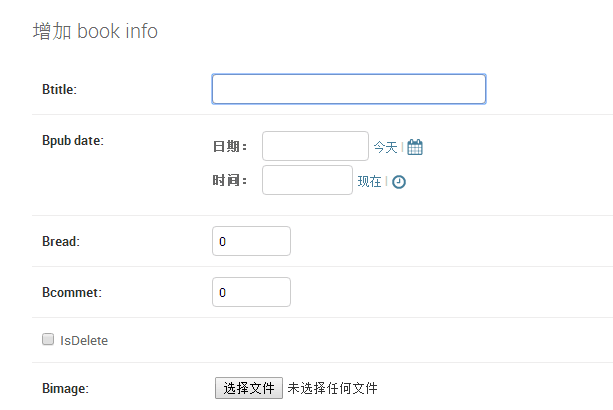 增加 book info
Btitle:
Bpub date:
日期： 今天 |
时间： 现在 |
Bread: 0
Bcommet: 0
IsDelete
Bimage: 选择文件 未选择任何文件